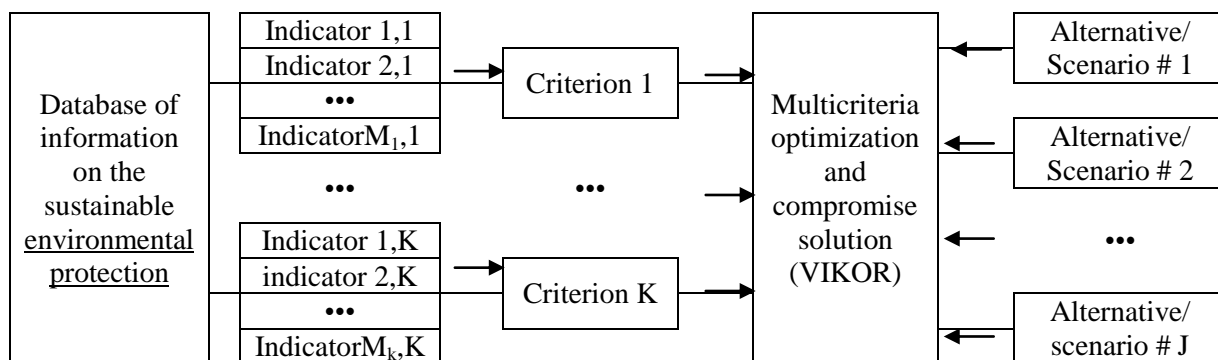 Database of
information
on the
sustainable
environmental
protection
Indicator 1,1
Indicator 2,1
•••
IndicatorM1,1
•••
Indicator 1,K
indicator 2,K
•••
IndicatorMk,K
Criterion 1
•••
Criterion K
Multicriteria
optimization
and
compromise
solution
(VIKOR)
Alternative/
Scenario # 1
Alternative/
Scenario # 2
•••
Alternative/
scenario # J